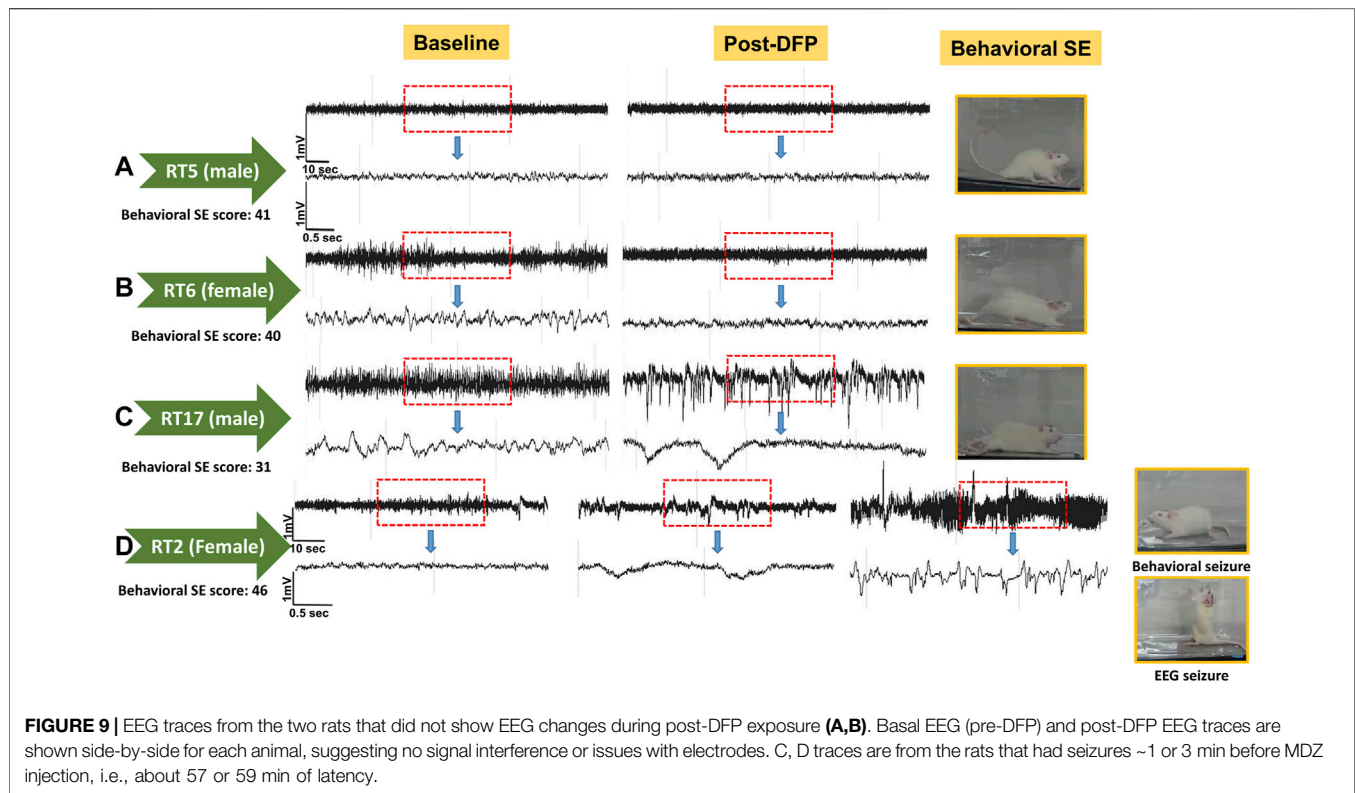 Baseline
Post-DFP
Behavioral SE
1mV
10 sec
A
RT5 (male)
Behavioral SE score: 41
1mV
0.5 sec
B
RT6 (female)
Behavioral SE score: 40
C
RT17 (male)
Behavioral SE score: 31
1mV
10 sec
D
RT2 (Female)
Behavioral SE score: 46
1mV
0.5 sec
Behavioral seizure
EEG seizure
FIGURE 9 | EEG traces from the two rats that did not show EEG changes during post-DFP exposure (A,B). Basal EEG (pre-DFP) and post-DFP EEG traces are
shown side-by-side for each animal, suggesting no signal interference or issues with electrodes. C, D traces are from the rats that had seizures ~1 or 3 min before MDZ
injection, i.e., about 57 or 59 min of latency.